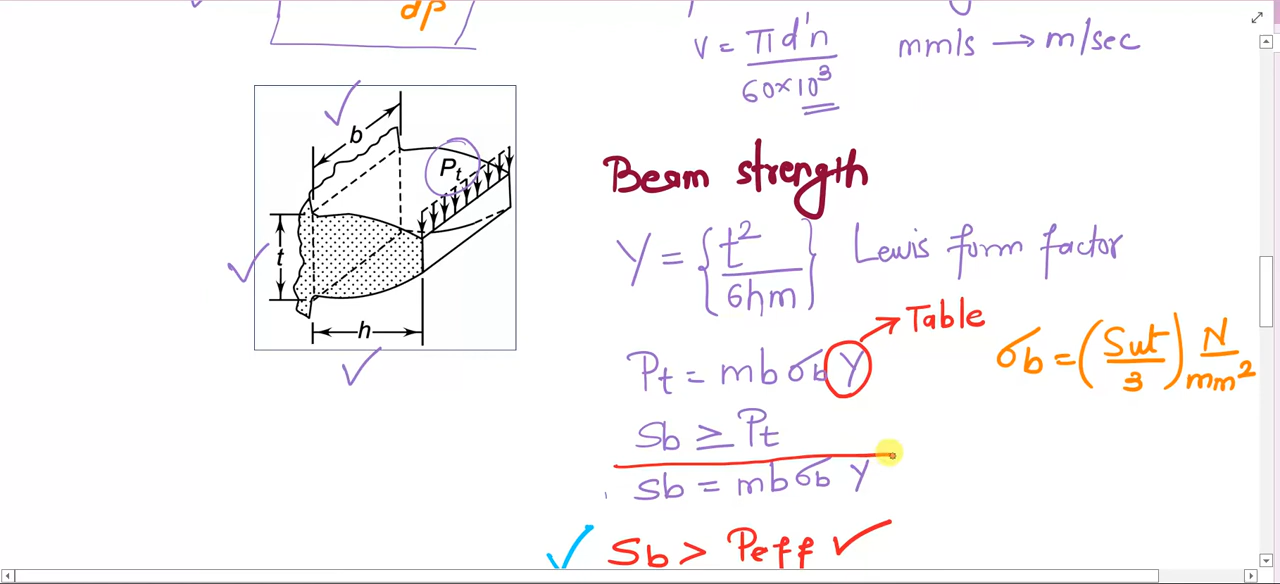 dp
V = πd'n / 60×10³
mm/s → m/sec
b
Pt
t
h
Beam strength
Y = {t² / 6hm} Lewis form factor
Table
Pt = mbσb Y
σb = (Sut / 3) N / mm²
Sb ≥ Pt
Sb = mbσb Y
Sb > Peff